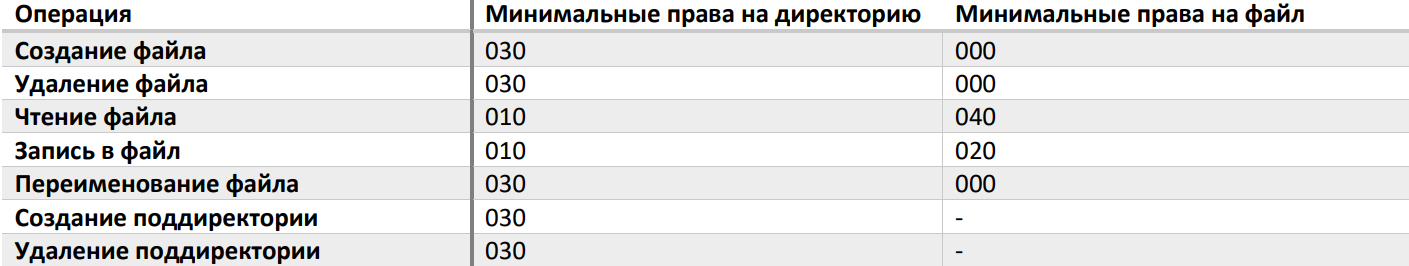 Операция Минимальные права на директорию Минимальные права на файл
Создание файла 030 000
Удаление файла 030 000
Чтение файла 010 040
Запись в файл 010 020
Переименование файла 030 000
Создание поддиректории 030 -
Удаление поддиректории 030 -